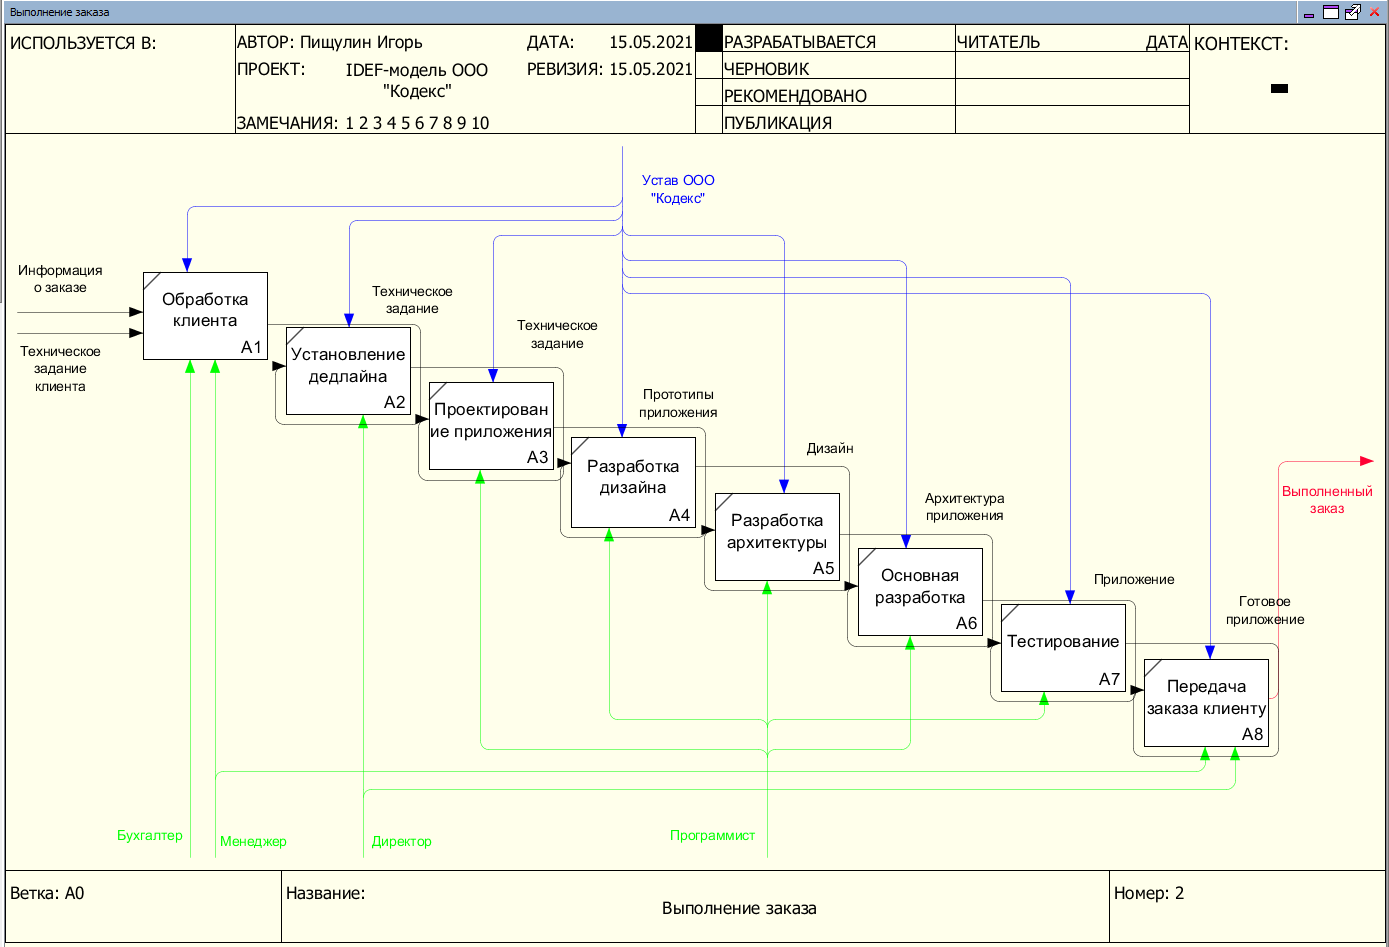 Выполнение заказа
ИСПОЛЬЗУЕТСЯ В:
АВТОР: Пищулин Игорь
ДАТА: 15.05.2021
ПРОЕКТ: IDEF-модель ООО
"Кодекс"
РЕВИЗИЯ: 15.05.2021
ЗАМЕЧАНИЯ: 1 2 3 4 5 6 7 8 9 10
РАЗРАБАТЫВАЕТСЯ
ЧЕРНОВИК
РЕКОМЕНДОВАНО
ПУБЛИКАЦИЯ
ЧИТАТЕЛЬ
ДАТА
КОНТЕКСТ:
Устав ООО
"Кодекс"
Информация
о заказе
Техническое
задание
клиента
Обработка
клиента
A1
Техническое
задание
Установление
дедлайна
A2
Техническое
задание
Проектирован
ие приложения
A3
Прототипы
приложения
Разработка
дизайна
A4
Дизайн
Разработка
архитектуры
A5
Архитектура
приложения
Основная
разработка
A6
Приложение
Тестирование
A7
Готовое
приложение
Передача
заказа клиенту
A8
Выполненный
заказ
Бухгалтер
Менеджер
Директор
Программист
Ветка: A0
Название:
Выполнение заказа
Номер: 2